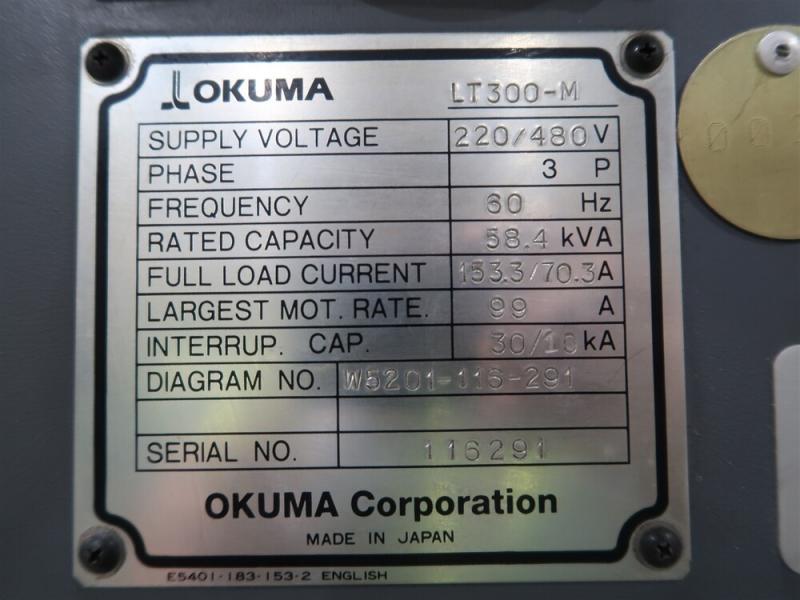 OKUMA LT300-M
SUPPLY VOLTAGE 220/480 V
PHASE 3 P
FREQUENCY 60 Hz
RATED CAPACITY 58.4 kVA
FULL LOAD CURRENT 153.3/70.3 A
LARGEST MOT. RATE. 99 A
INTERRUP. CAP. 30/10 kA
DIAGRAM NO. W5201-116-291
SERIAL NO. 116291
OKUMA Corporation
MADE IN JAPAN
E5401-183-153-2 ENGLISH